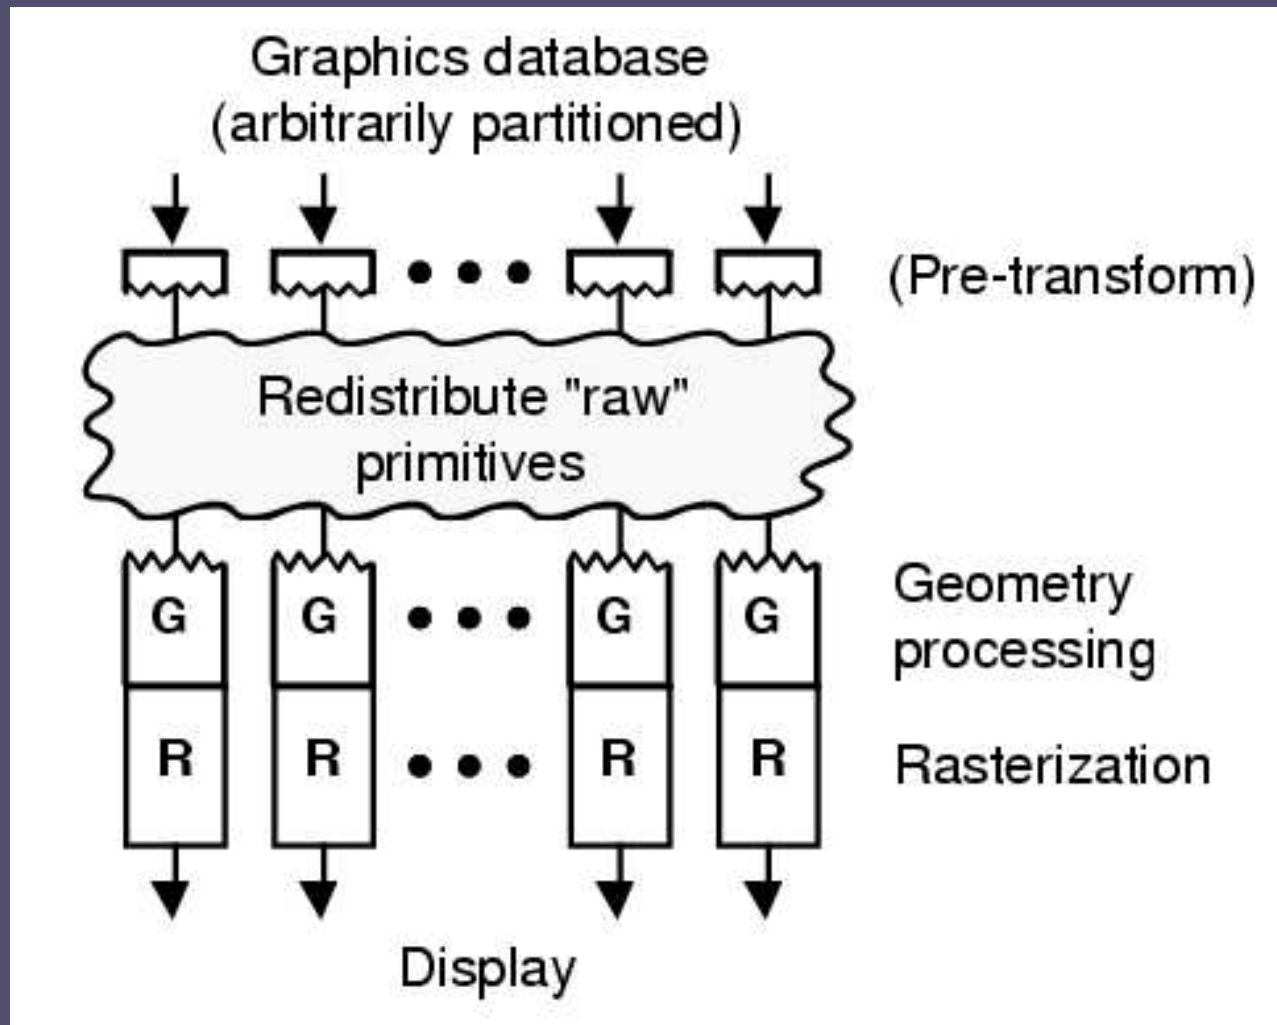 Graphics database
(arbitrarily partitioned)
(Pre-transform)
Redistribute "raw"
primitives
G G G G
Geometry
processing
R R R R
Rasterization
Display